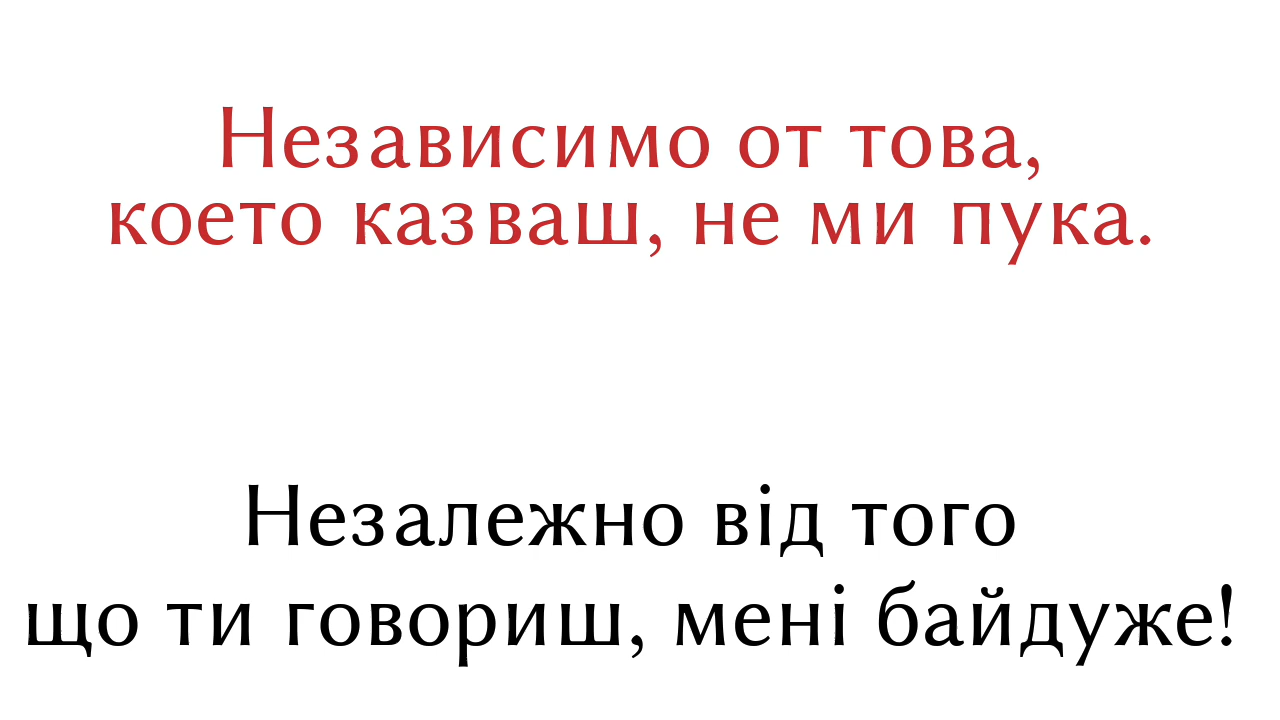 Независимо от това,
което казваш, не ми пука.
Незалежно від того
що ти говориш, мені байдуже!